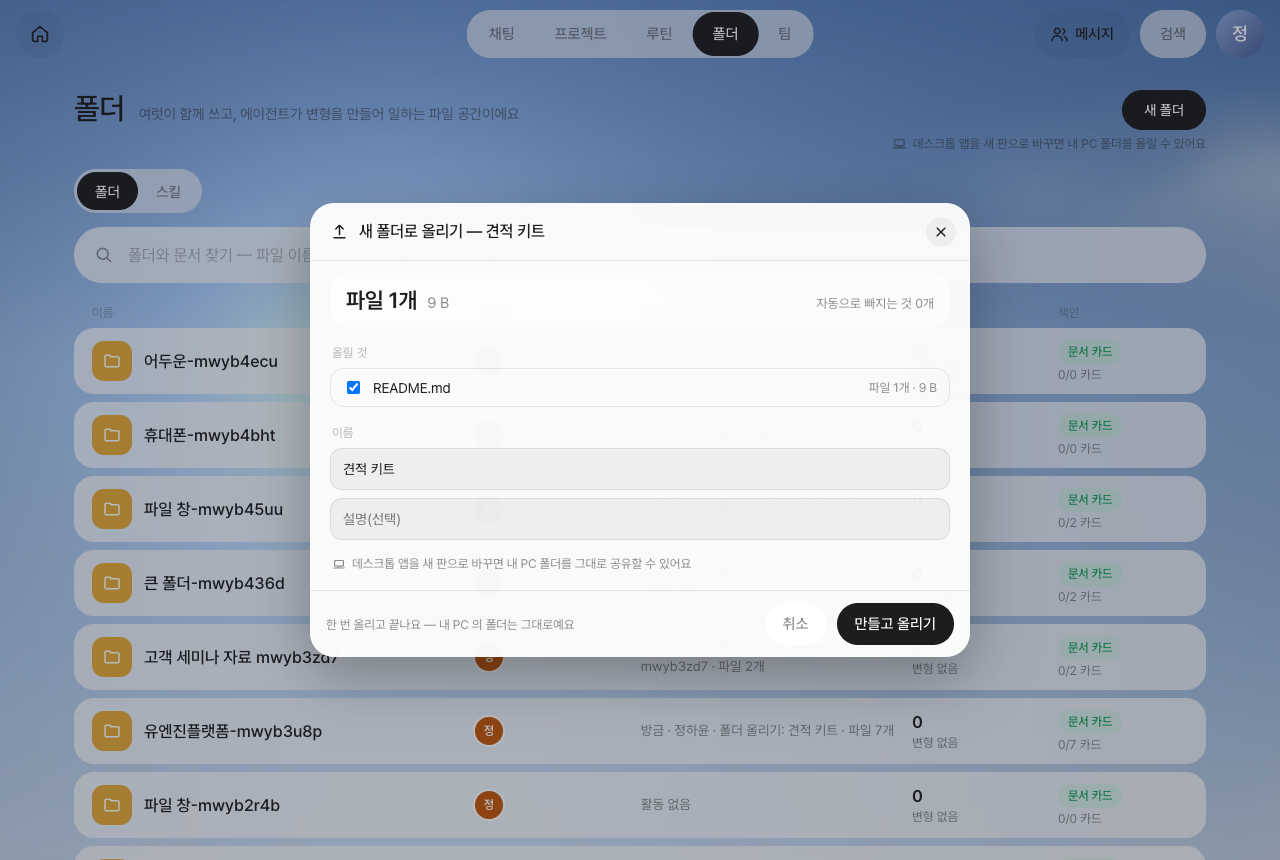 채팅
프로젝트
루틴
폴더
팀
메시지
검색
정
폴더
여럿이 함께 쓰고, 에이전트가 변형을 만들어 일하는 파일 공간이에요
새 폴더
데스크톱 앱을 새 판으로 바꾸면 내 PC 폴더를 올릴 수 있어요
폴더
스킬
폴더와 문서 찾기 — 파일 이름
이름
색인
어두운-mwyb4ecu
문서 카드
0/0 카드
휴대폰-mwyb4bht
문서 카드
0/0 카드
파일 창-mwyb45uu
문서 카드
0/2 카드
큰 폴더-mwyb436d
문서 카드
0/2 카드
고객 세미나 자료 mwyb3zd7
mwyb3zd7 · 파일 2개
변형 없음
문서 카드
0/2 카드
유엔진플랫폼-mwyb3u8p
정
방금 · 정하윤 · 폴더 올리기: 견적 키트 · 파일 7개
0
변형 없음
문서 카드
0/7 카드
파일 창-mwyb2r4b
정
활동 없음
0
변형 없음
문서 카드
0/0 카드
새 폴더로 올리기 — 견적 키트
파일 1개 9 B
자동으로 빠지는 것 0개
올릴 것
README.md
파일 1개 · 9 B
이름
견적 키트
설명(선택)
데스크톱 앱을 새 판으로 바꾸면 내 PC 폴더를 그대로 공유할 수 있어요
한 번 올리고 끝나요 — 내 PC 의 폴더는 그대로예요
취소
만들고 올리기